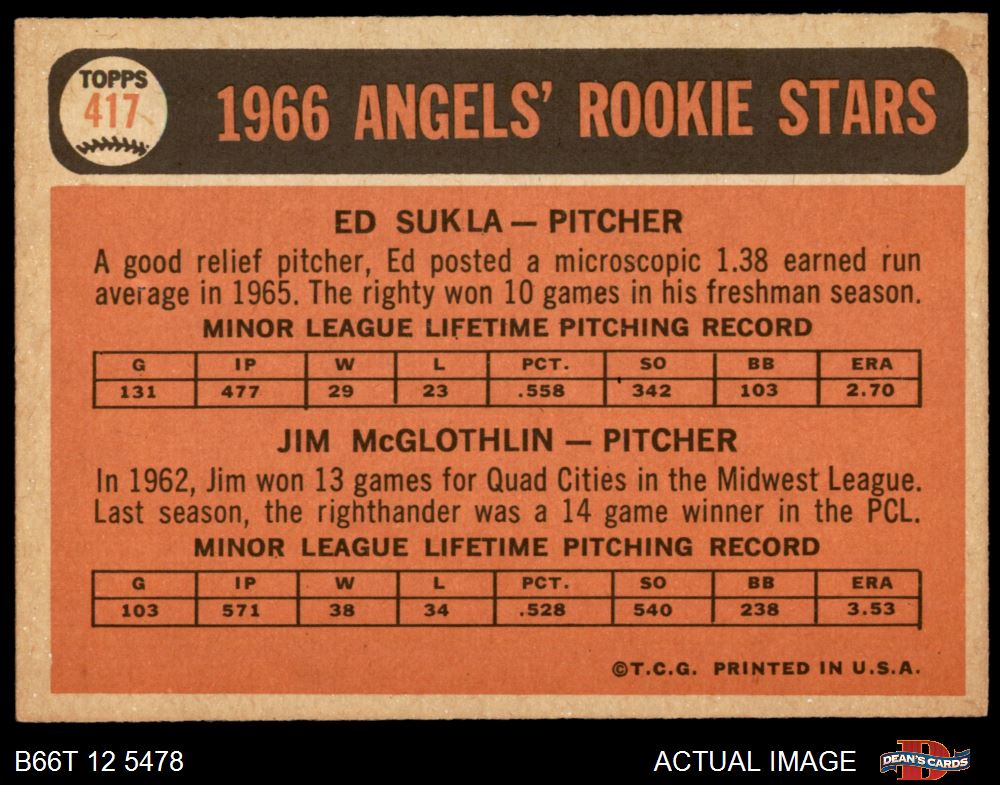 TOPPS
417
1966 ANGELS' ROOKIE STARS
ED SUKLA — PITCHER
A good relief pitcher, Ed posted a microscopic 1.38 earned run
average in 1965. The righty won 10 games in his freshman season.
MINOR LEAGUE LIFETIME PITCHING RECORD
G IP W L PCT. SO BB ERA
131 477 29 23 .558 342 103 2.70
JIM McGLOTHLIN — PITCHER
In 1962, Jim won 13 games for Quad Cities in the Midwest League.
Last season, the righthander was a 14 game winner in the PCL.
MINOR LEAGUE LIFETIME PITCHING RECORD
G IP W L PCT. SO BB ERA
103 571 38 34 .528 540 238 3.53
©T.C.G. PRINTED IN U.S.A.
B66T 12 5478 ACTUAL IMAGE
D
DEAN'S CARDS